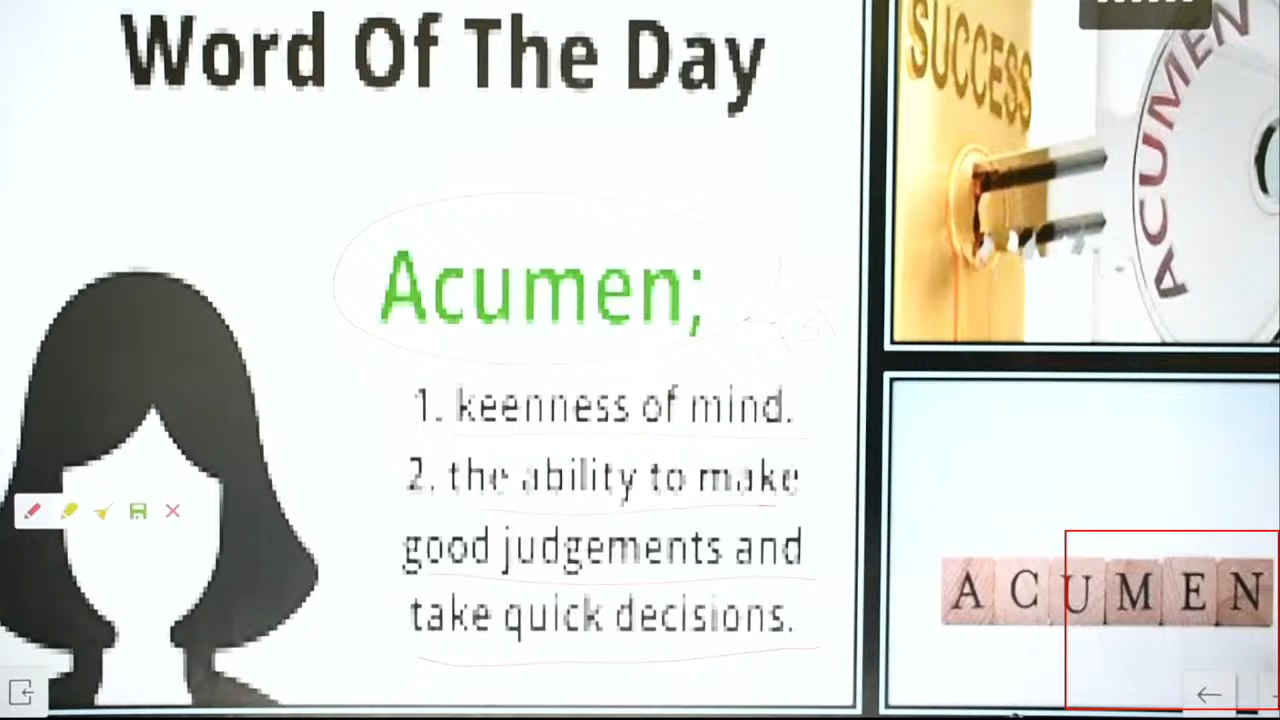 Word Of The Day
Acumen;
1. keenness of mind.
2. the ability to make
good judgements and
take quick decisions.
SUCCESS
ACUMEN
ACUMEN